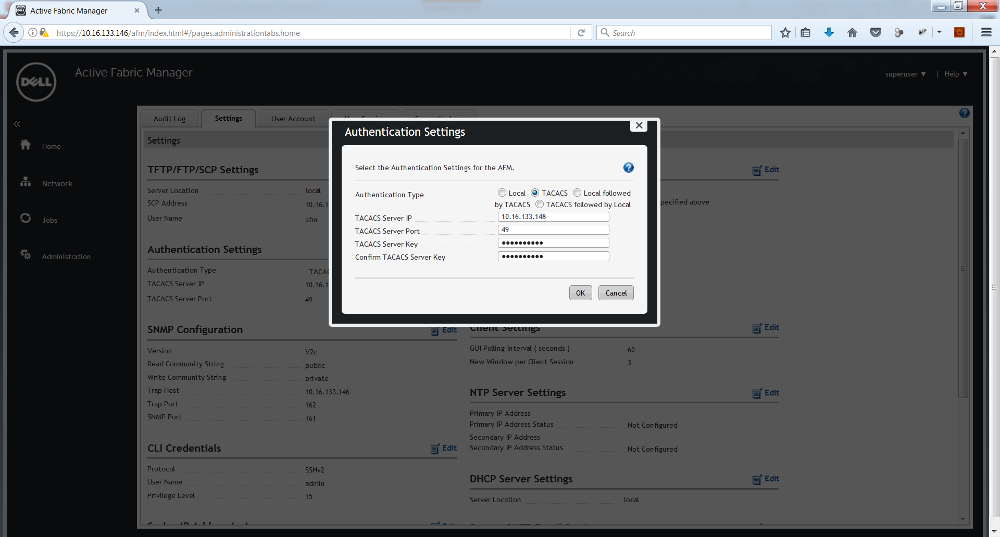 Active Fabric Manager
https://10.16.133.146/afm/index.html#/pages.administrationtabs.home
Search
DELL
Active Fabric Manager
superuser ▼ | Help ▼
Audit Log
Settings
User Account
Home
Network
Jobs
Administration
Settings
TFTP/FTP/SCP Settings
Server Location local
SCP Address 10.16.1
User Name afm
Edit
pecified above
Authentication Settings
Authentication Type TACAC
TACACS Server IP 10.16.1
TACACS Server Port 49
Authentication Settings
Select the Authentication Settings for the AFM.
Authentication Type Local TACACS Local followed
by TACACS TACACS followed by Local
TACACS Server IP 10.16.133.148
TACACS Server Port 49
TACACS Server Key ••••••••••
Confirm TACACS Server Key ••••••••••
OK Cancel
SNMP Configuration Edit
Version V2c
Read Community String public
Write Community String private
Trap Host 10.16.133.146
Trap Port 162
SNMP Port 161
CLI Credentials Edit
Protocol SSHv2
User Name admin
Privilege Level 15
Client Settings Edit
GUI Polling Interval ( seconds ) 60
New Window per Client Session 3
NTP Server Settings Edit
Primary IP Address
Primary IP Address Status Not Configured
Secondary IP Address
Secondary IP Address Status Not Configured
DHCP Server Settings Edit
Server Location local